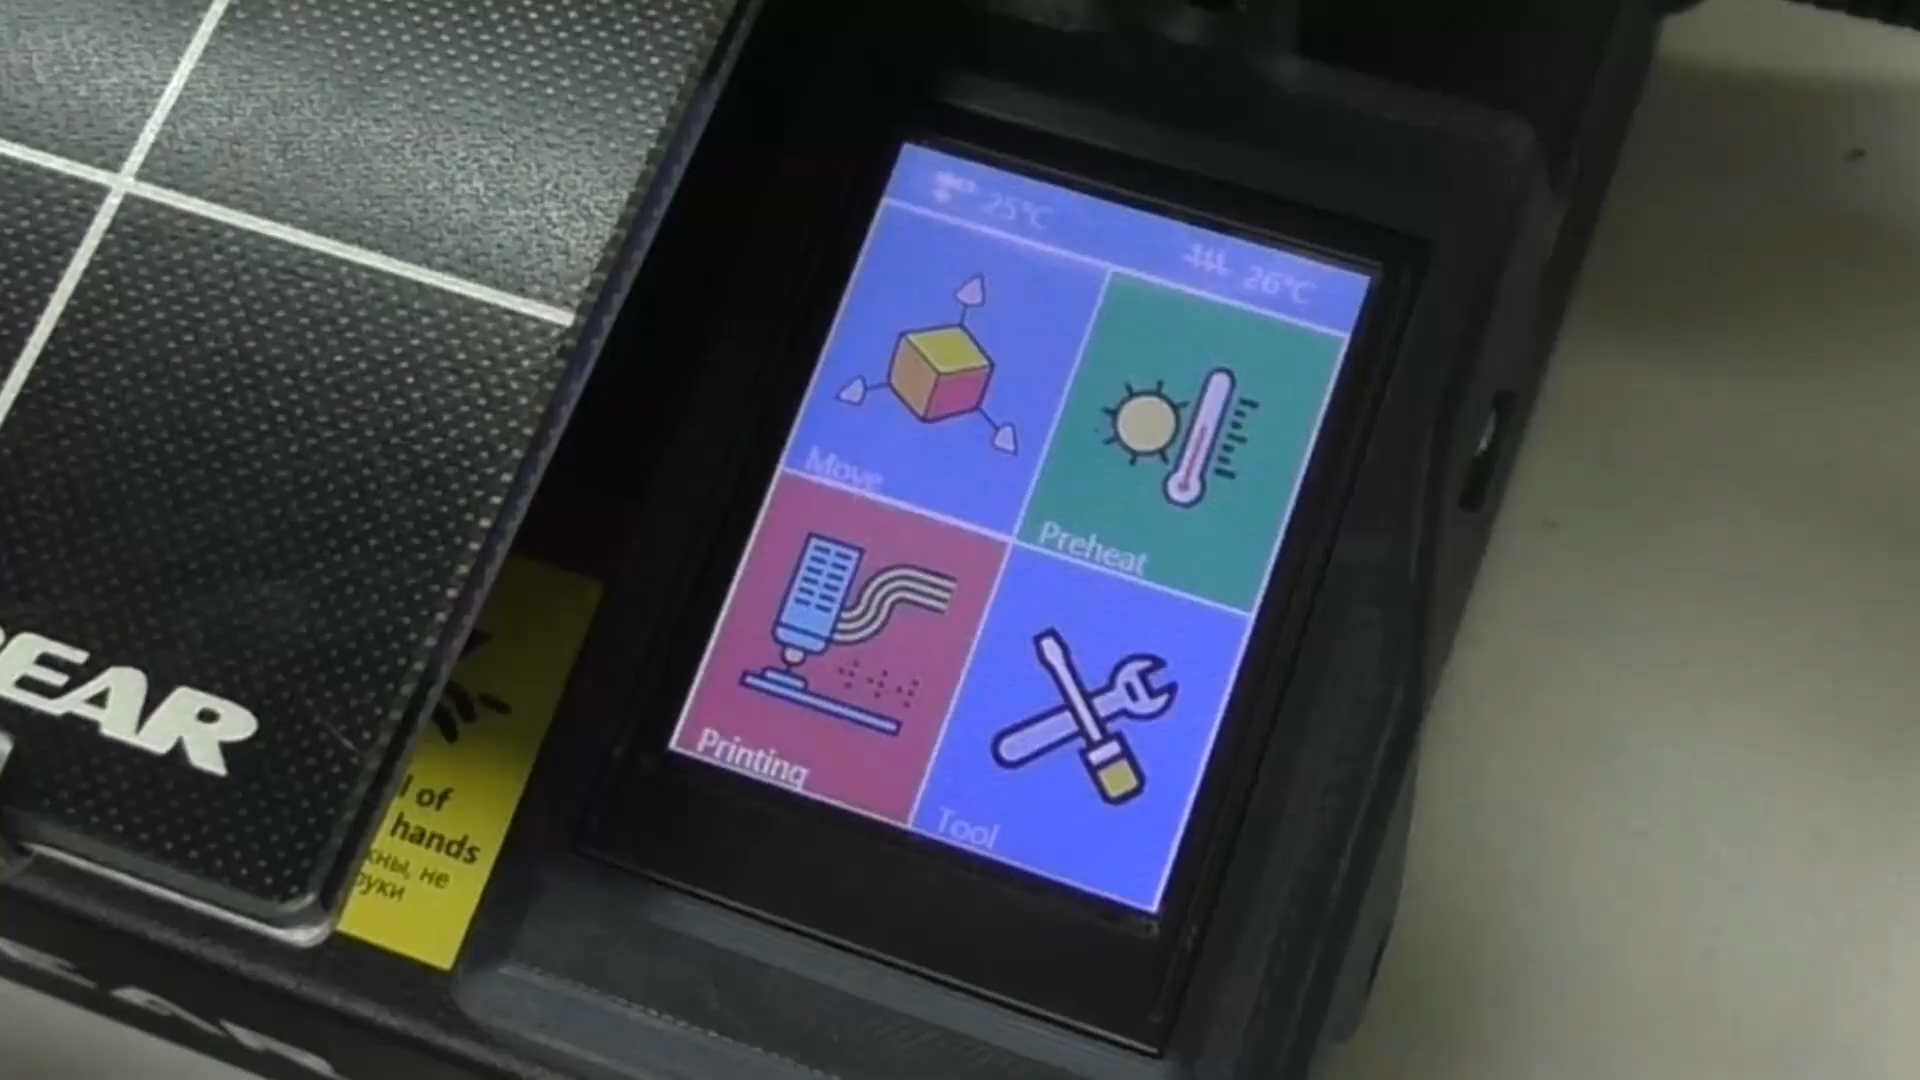 25°C
26°C
Move
Preheat
Printing
Tool
EAR
l of
hands
жны, не
руки